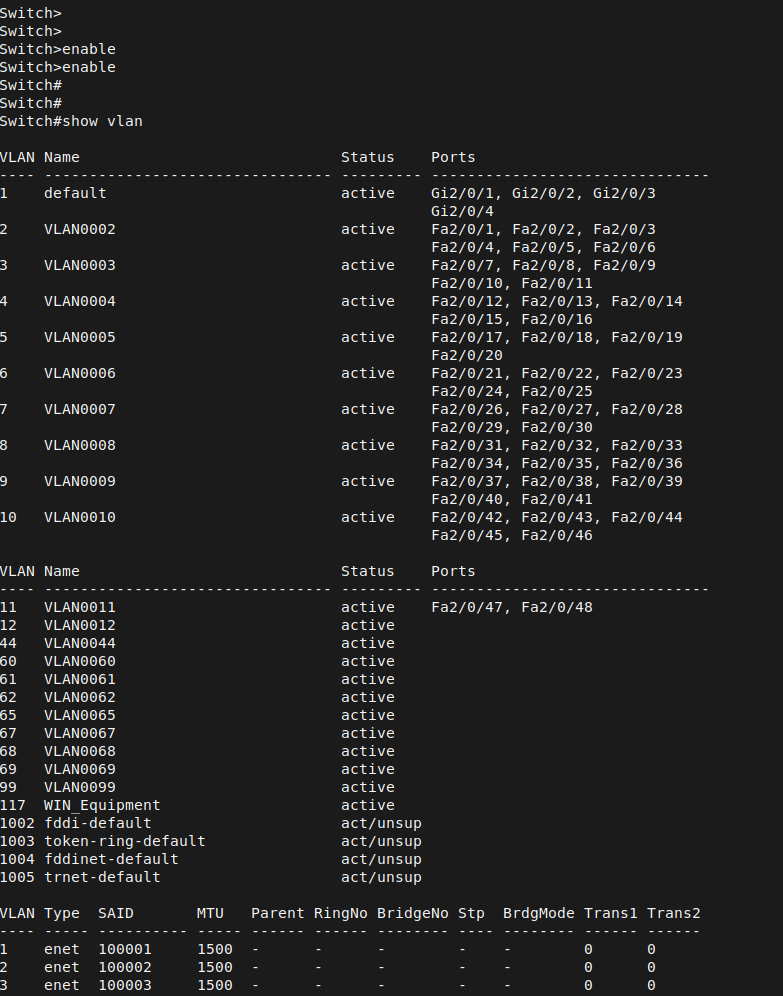 Switch>
Switch>
Switch>enable
Switch>enable
Switch#
Switch#
Switch#show vlan

VLAN Name                             Status    Ports
---- -------------------------------- --------- -------------------------------
1    default                          active    Gi2/0/1, Gi2/0/2, Gi2/0/3
                                                Gi2/0/4
2    VLAN0002                         active    Fa2/0/1, Fa2/0/2, Fa2/0/3
                                                Fa2/0/4, Fa2/0/5, Fa2/0/6
3    VLAN0003                         active    Fa2/0/7, Fa2/0/8, Fa2/0/9
                                                Fa2/0/10, Fa2/0/11
4    VLAN0004                         active    Fa2/0/12, Fa2/0/13, Fa2/0/14
                                                Fa2/0/15, Fa2/0/16
5    VLAN0005                         active    Fa2/0/17, Fa2/0/18, Fa2/0/19
                                                Fa2/0/20
6    VLAN0006                         active    Fa2/0/21, Fa2/0/22, Fa2/0/23
                                                Fa2/0/24, Fa2/0/25
7    VLAN0007                         active    Fa2/0/26, Fa2/0/27, Fa2/0/28
                                                Fa2/0/29, Fa2/0/30
8    VLAN0008                         active    Fa2/0/31, Fa2/0/32, Fa2/0/33
                                                Fa2/0/34, Fa2/0/35, Fa2/0/36
9    VLAN0009                         active    Fa2/0/37, Fa2/0/38, Fa2/0/39
                                                Fa2/0/40, Fa2/0/41
10   VLAN0010                         active    Fa2/0/42, Fa2/0/43, Fa2/0/44
                                                Fa2/0/45, Fa2/0/46

VLAN Name                             Status    Ports
---- -------------------------------- --------- -------------------------------
11   VLAN0011                         active    Fa2/0/47, Fa2/0/48
12   VLAN0012                         active
44   VLAN0044                         active
60   VLAN0060                         active
61   VLAN0061                         active
62   VLAN0062                         active
65   VLAN0065                         active
67   VLAN0067                         active
68   VLAN0068                         active
69   VLAN0069                         active
99   VLAN0099                         active
117  WIN_Equipment                    active
1002 fddi-default                     act/unsup
1003 token-ring-default               act/unsup
1004 fddinet-default                  act/unsup
1005 trnet-default                    act/unsup

VLAN Type  SAID       MTU   Parent RingNo BridgeNo Stp  BrdgMode Trans1 Trans2
---- ----- ---------- ----- ------ ------ -------- ---- -------- ------ ------
1    enet  100001     1500  -      -      -        -    -        0      0
2    enet  100002     1500  -      -      -        -    -        0      0
3    enet  100003     1500  -      -      -        -    -        0      0